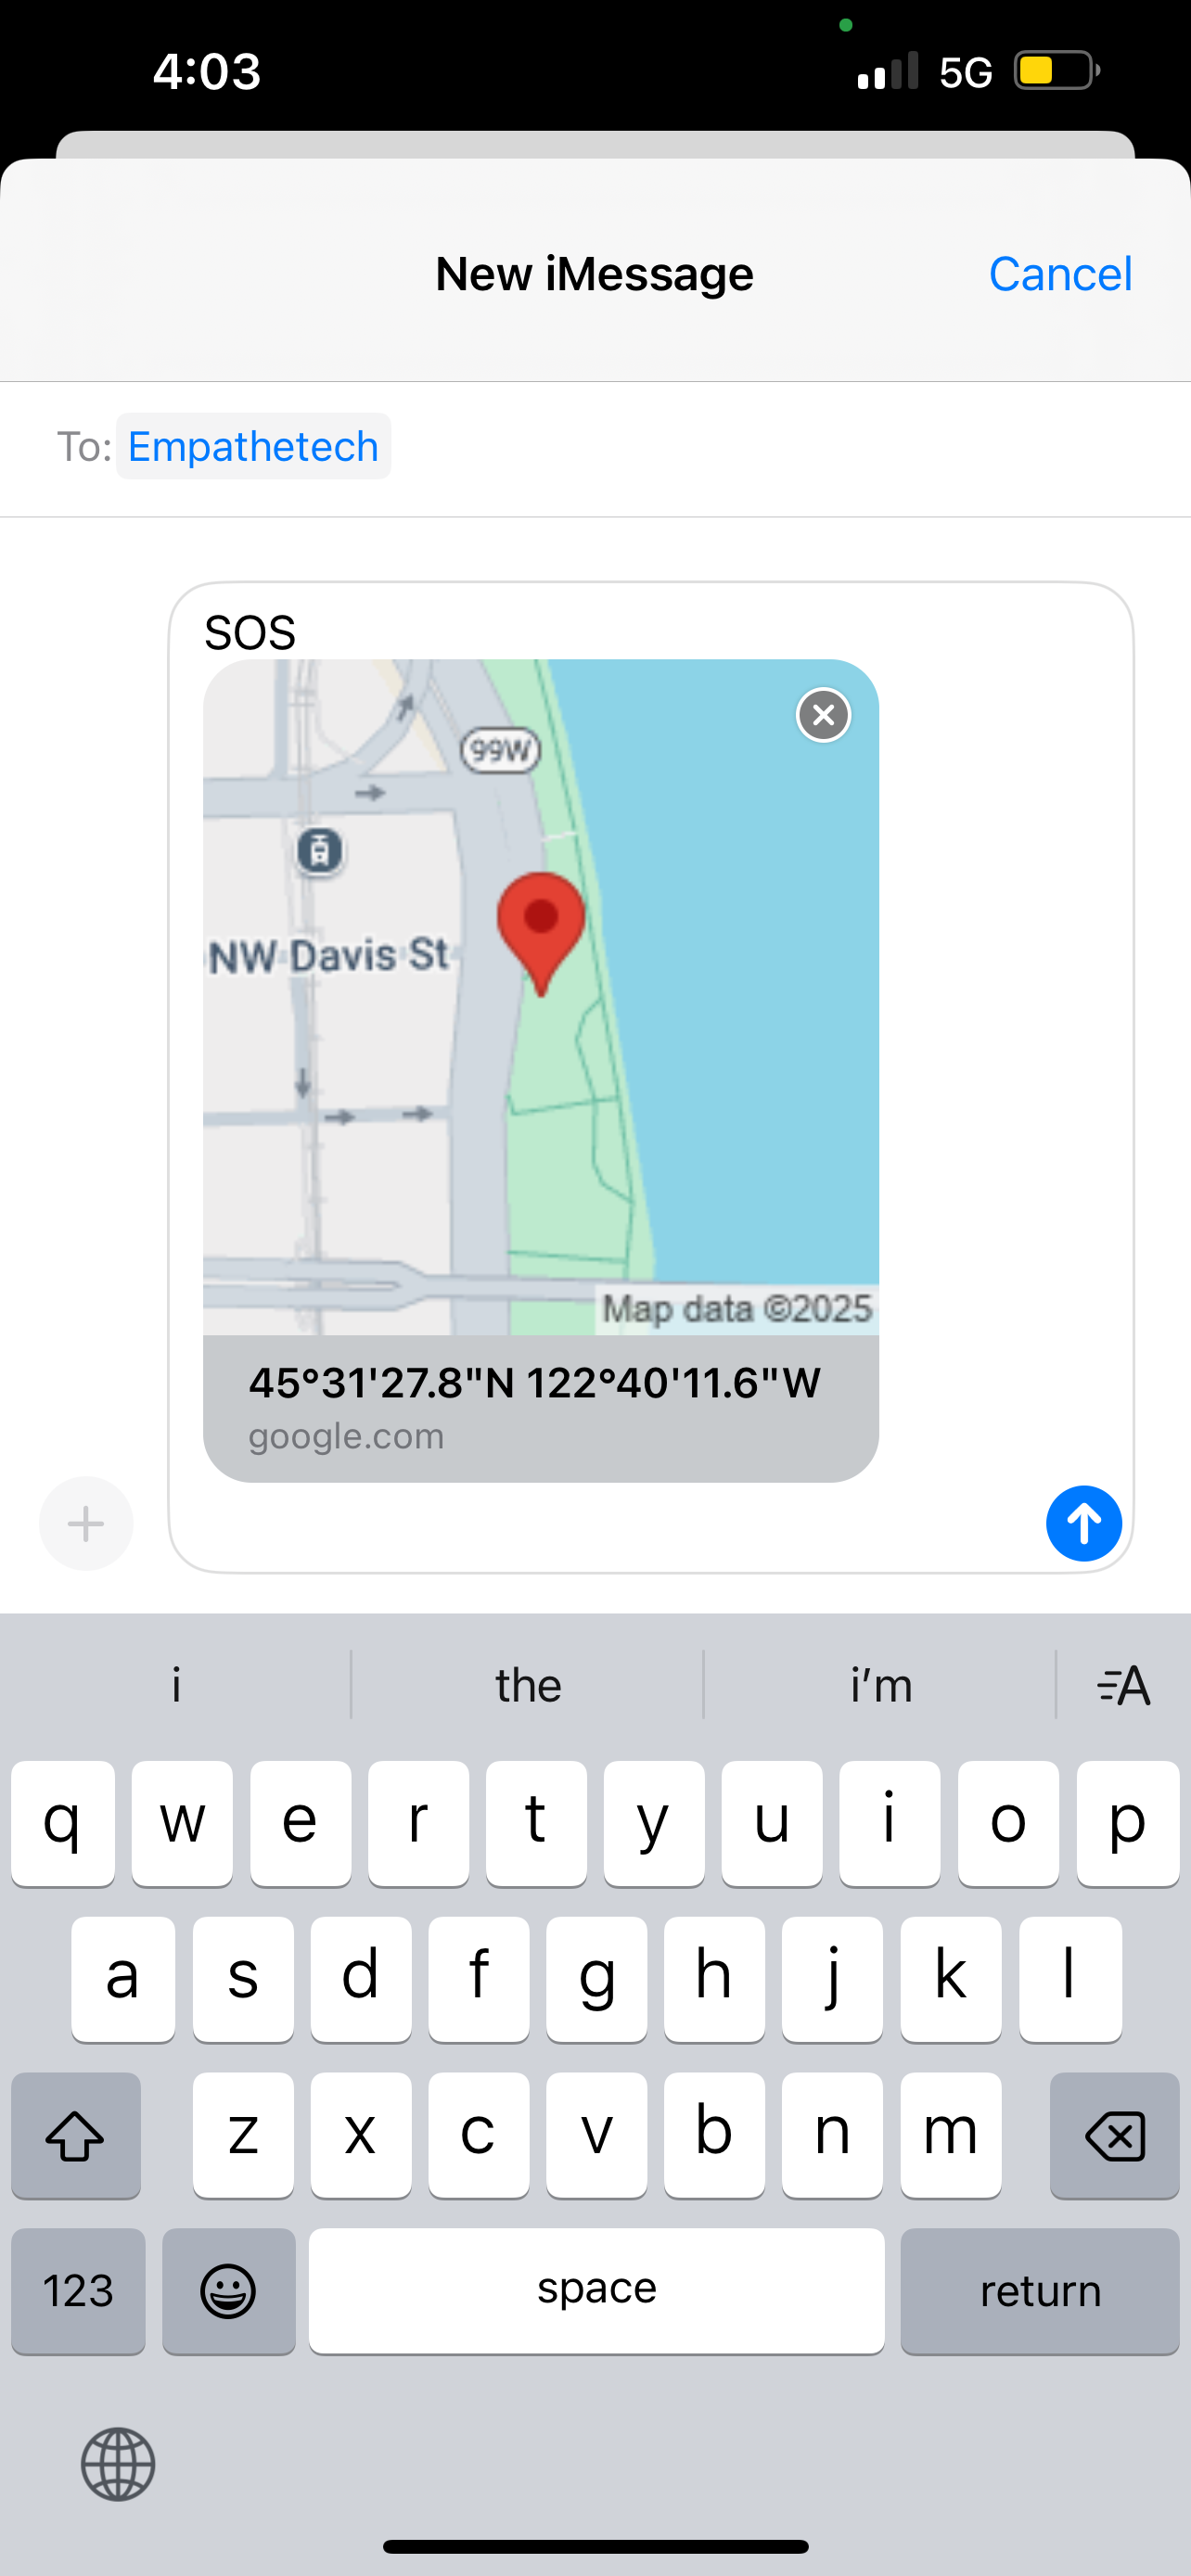 4:03 5G
New iMessage Cancel
To: Empathetech
SOS
99W
NW Davis St
Map data ©2025
45°31'27.8"N 122°40'11.6"W
google.com
i the i’m A
q w e r t y u i o p
a s d f g h j k l
z x c v b n m
123 space return